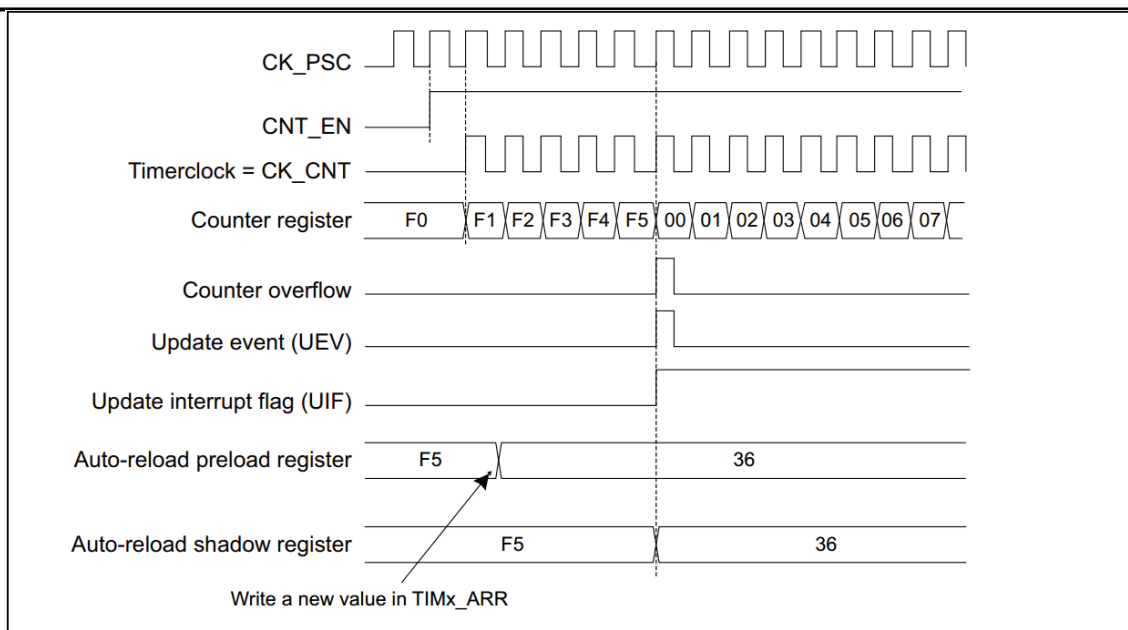 CK_PSC
CNT_EN
Timerclock = CK_CNT
Counter register F0 F1 F2 F3 F4 F5 00 01 02 03 04 05 06 07
Counter overflow
Update event (UEV)
Update interrupt flag (UIF)
Auto-reload preload register F5 36
Auto-reload shadow register F5 36
Write a new value in TIMx_ARR